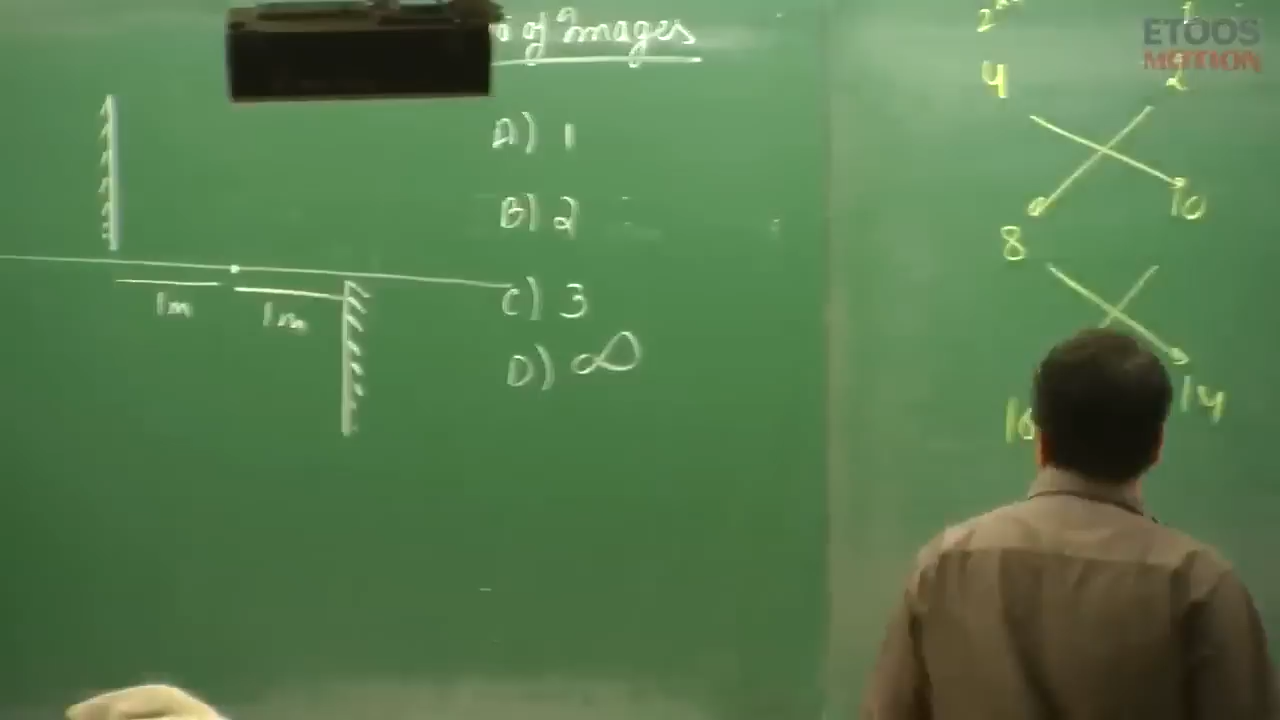 of Images
A) 1
B) 2
C) 3
D) ∞
1m 1m
4 2
10
8
14
16
ETOOS
MOTION